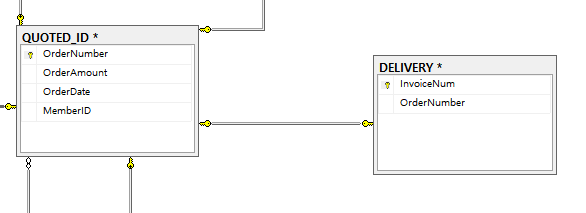 QUOTED_ID *
OrderNumber
OrderAmount
OrderDate
MemberID
DELIVERY *
InvoiceNum
OrderNumber